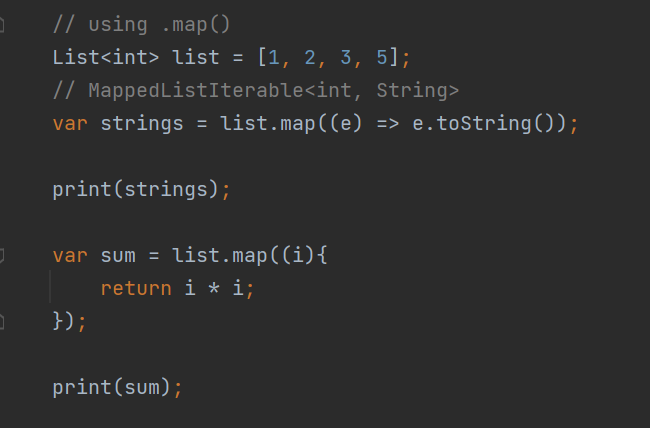 // using .map()
List<int> list = [1, 2, 3, 5];
// MappedListIterable<int, String>
var strings = list.map((e) => e.toString());
print(strings);
var sum = list.map((i){
return i * i;
});
print(sum);